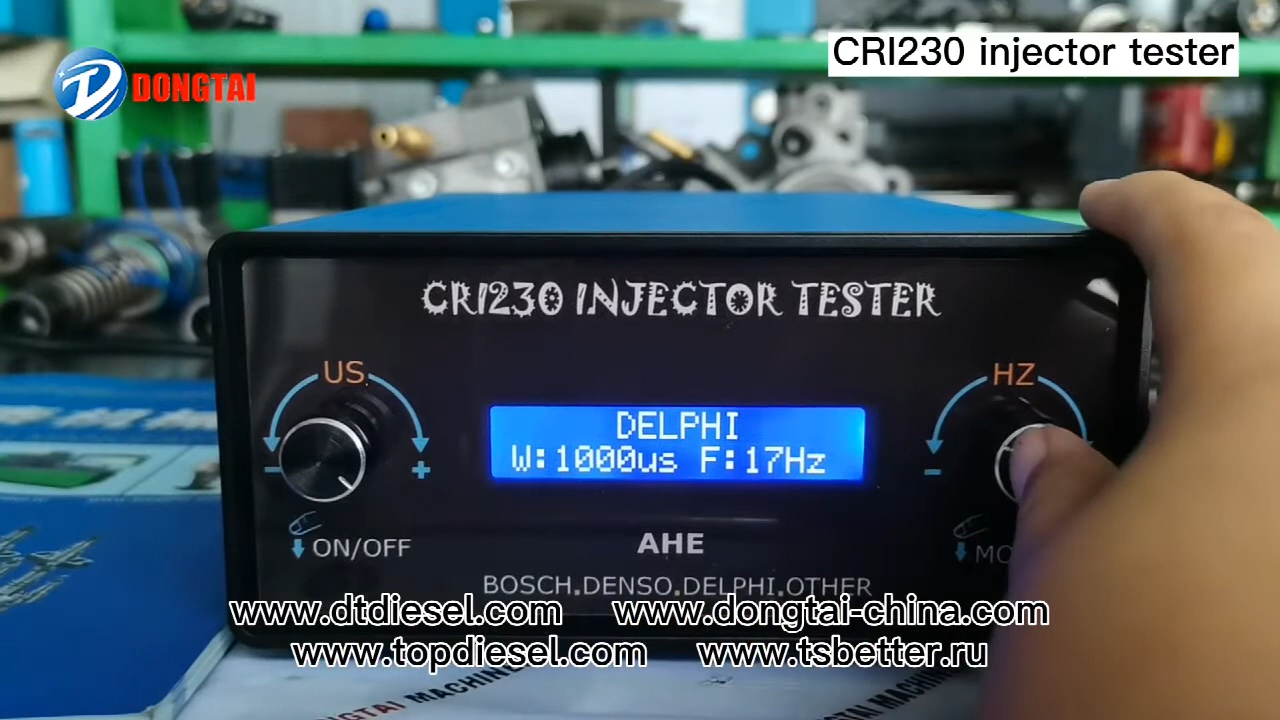 CRI230 injector tester
DONGTAI
CRI230 INJECTOR TESTER
US
HZ
DELPHI
W:1000us F:17Hz
- +
-
ON/OFF
AHE
BOSCH.DENSO.DELPHI.OTHER
www.dtdiesel.com www.dongtai-china.com
www.topdiesel.com www.tsbetter.ru